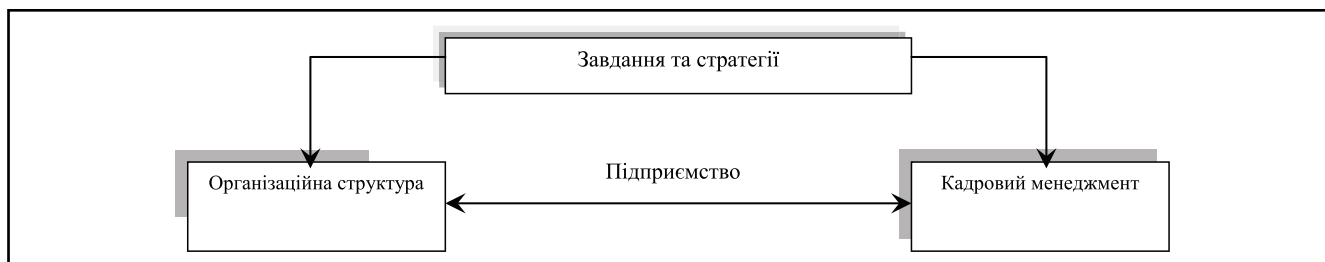 Завдання та стратегії
Підприємство
Організаційна структура
Кадровий менеджмент